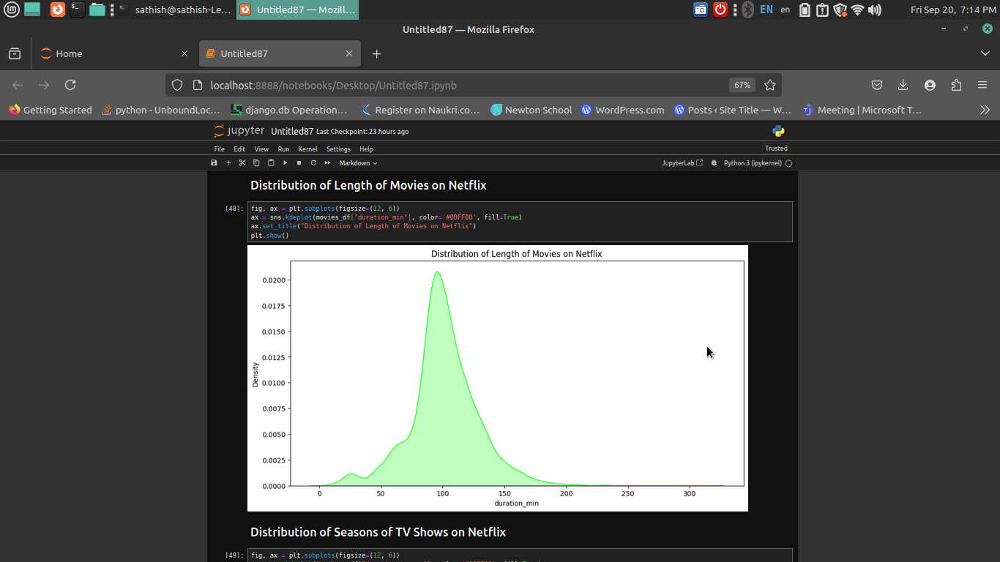 sathish@sathish-Le...
Untitled87 — Mozill...
EN
en
Fri Sep 20, 7:14 PM
Untitled87 — Mozilla Firefox
Home
Untitled87
localhost:8888/notebooks/Desktop/Untitled87.ipynb
67%
Getting Started
python - UnboundLoc...
django.db Operation...
Register on Naukri.co...
Newton School
WordPress.com
Posts ‹ Site Title — W...
Meeting | Microsoft T...
jupyter Untitled87 Last Checkpoint: 23 hours ago
File Edit View Run Kernel Settings Help
Trusted
Markdown
JupyterLab
Python 3 (ipykernel)
Distribution of Length of Movies on Netflix
[48]:
fig, ax = plt.subplots(figsize=(12, 6))
ax = sns.kdeplot(movies_df["duration_min"], color='#00FF00', fill=True)
ax.set_title("Distribution of Length of Movies on Netflix")
plt.show()
Distribution of Length of Movies on Netflix
0.0200
0.0175
0.0150
0.0125
0.0100
0.0075
0.0050
0.0025
0.0000
Density
0 50 100 150 200 250 300
duration_min
Distribution of Seasons of TV Shows on Netflix
[49]:
fig, ax = plt.subplots(figsize=(12, 6))